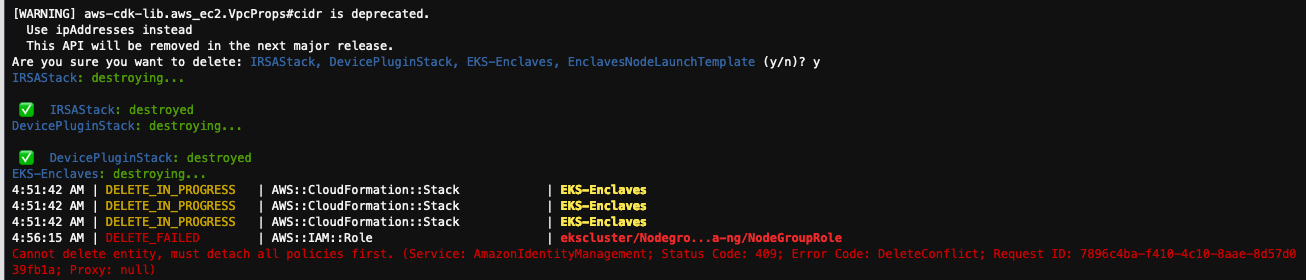 [WARNING] aws-cdk-lib.aws_ec2.VpcProps#cidr is deprecated.
  Use ipAddresses instead
  This API will be removed in the next major release.
Are you sure you want to delete: IRSAStack, DevicePluginStack, EKS-Enclaves, EnclavesNodeLaunchTemplate (y/n)? y
IRSAStack: destroying...
✅  IRSAStack: destroyed
DevicePluginStack: destroying...
✅  DevicePluginStack: destroyed
EKS-Enclaves: destroying...
4:51:42 AM | DELETE_IN_PROGRESS   | AWS::CloudFormation::Stack            | EKS-Enclaves
4:51:42 AM | DELETE_IN_PROGRESS   | AWS::CloudFormation::Stack            | EKS-Enclaves
4:51:42 AM | DELETE_IN_PROGRESS   | AWS::CloudFormation::Stack            | EKS-Enclaves
4:56:15 AM | DELETE_FAILED        | AWS::IAM::Role                        | ekscluster/Nodegro...a-ng/NodeGroupRole
Cannot delete entity, must detach all policies first. (Service: AmazonIdentityManagement; Status Code: 409; Error Code: DeleteConflict; Request ID: 7896c4ba-f410-4c10-8aae-8d57d0
39fb1a; Proxy: null)